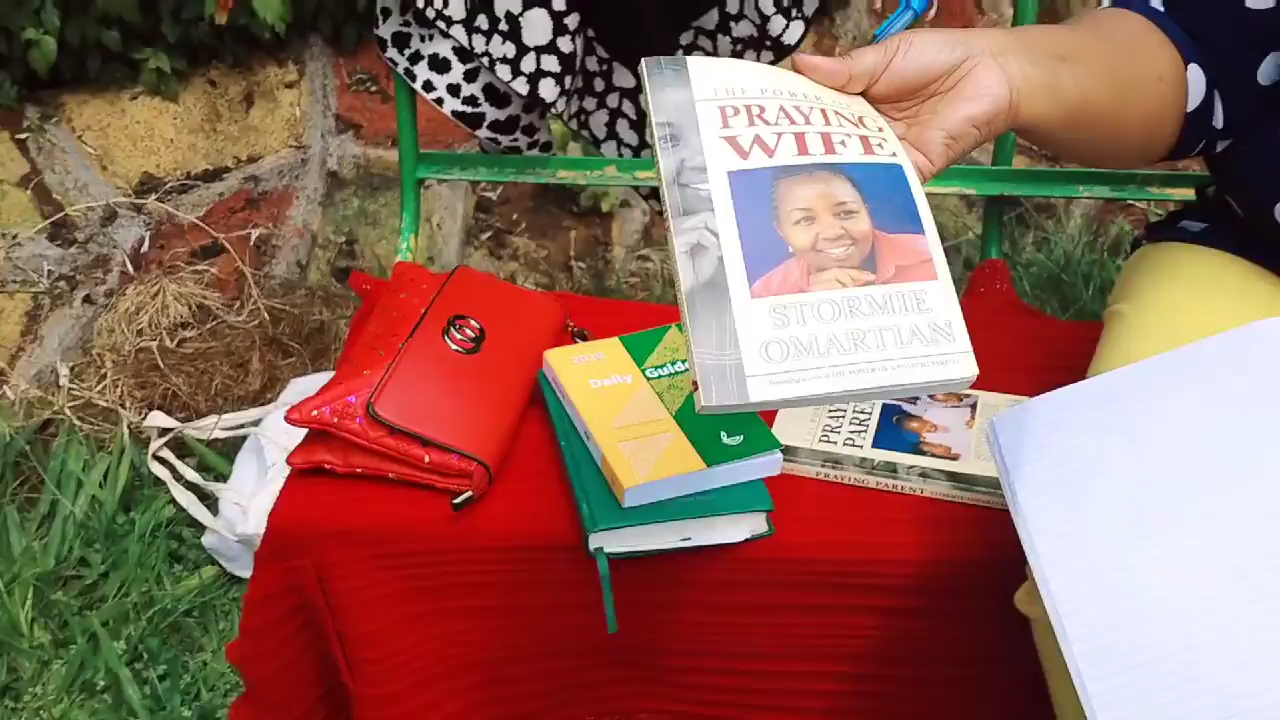 THE POWER OF
PRAYING
WIFE
STORMIE
OMARTIAN
2020
Daily Guide
PRAYING PARENT